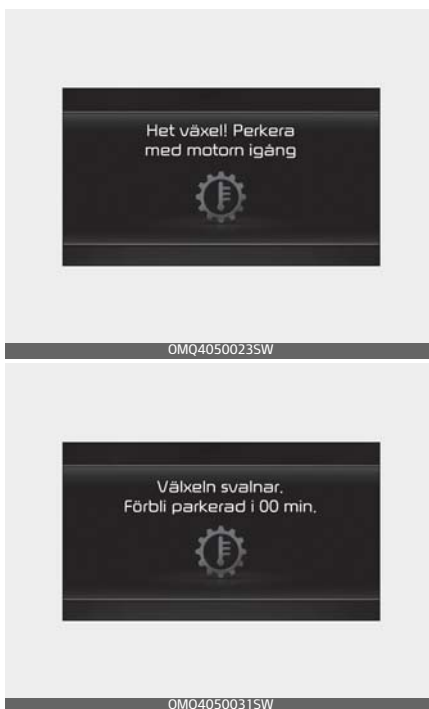 Het växel! Perkera
med motorn igång
OMQ4050023SW
Välxeln svalnar.
Förbli parkerad i 00 min.
OMQ4050031SW